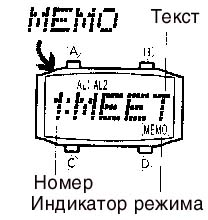 MEMO
Текст
A
B
AL1 AL2
1:MEET
MEMO
C
D
Номер
Индикатор режима